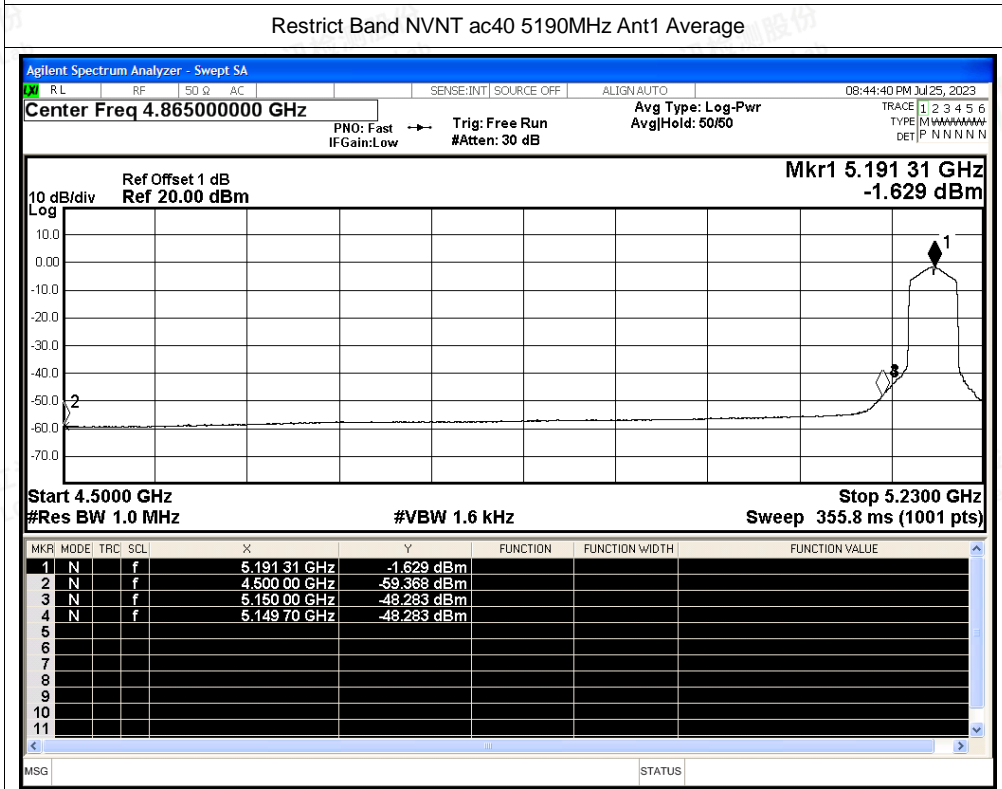 Restrict Band NVNT ac40 5190MHz Ant1 Average
Agilent Spectrum Analyzer - Swept SA
LXI RL RF 50 Ω AC SENSE:INT SOURCE OFF ALIGN AUTO 08:44:40 PM Jul 25, 2023
Center Freq 4.865000000 GHz
PNO: Fast
IFGain:Low
Trig: Free Run
#Atten: 30 dB
Avg Type: Log-Pwr
Avg|Hold: 50/50
TRACE 1 2 3 4 5 6
TYPE M
DET P N N N N N
Mkr1 5.191 31 GHz
-1.629 dBm
Ref Offset 1 dB
10 dB/div Ref 20.00 dBm
Log
10.0
0.00
-10.0
-20.0
-30.0
-40.0
-50.0
-60.0
-70.0
1
2
Start 4.5000 GHz Stop 5.2300 GHz
#Res BW 1.0 MHz #VBW 1.6 kHz Sweep 355.8 ms (1001 pts)
MKR MODE TRC SCL X Y FUNCTION FUNCTION WIDTH FUNCTION VALUE
1 N f 5.191 31 GHz -1.629 dBm
2 N f 4.500 00 GHz -59.368 dBm
3 N f 5.150 00 GHz -48.283 dBm
4 N f 5.149 70 GHz -48.283 dBm
5
6
7
8
9
10
11
MSG STATUS